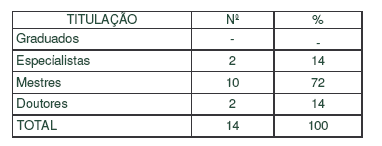 TITULAÇÃO Nº %
Graduados - -
Especialistas 2 14
Mestres 10 72
Doutores 2 14
TOTAL 14 100